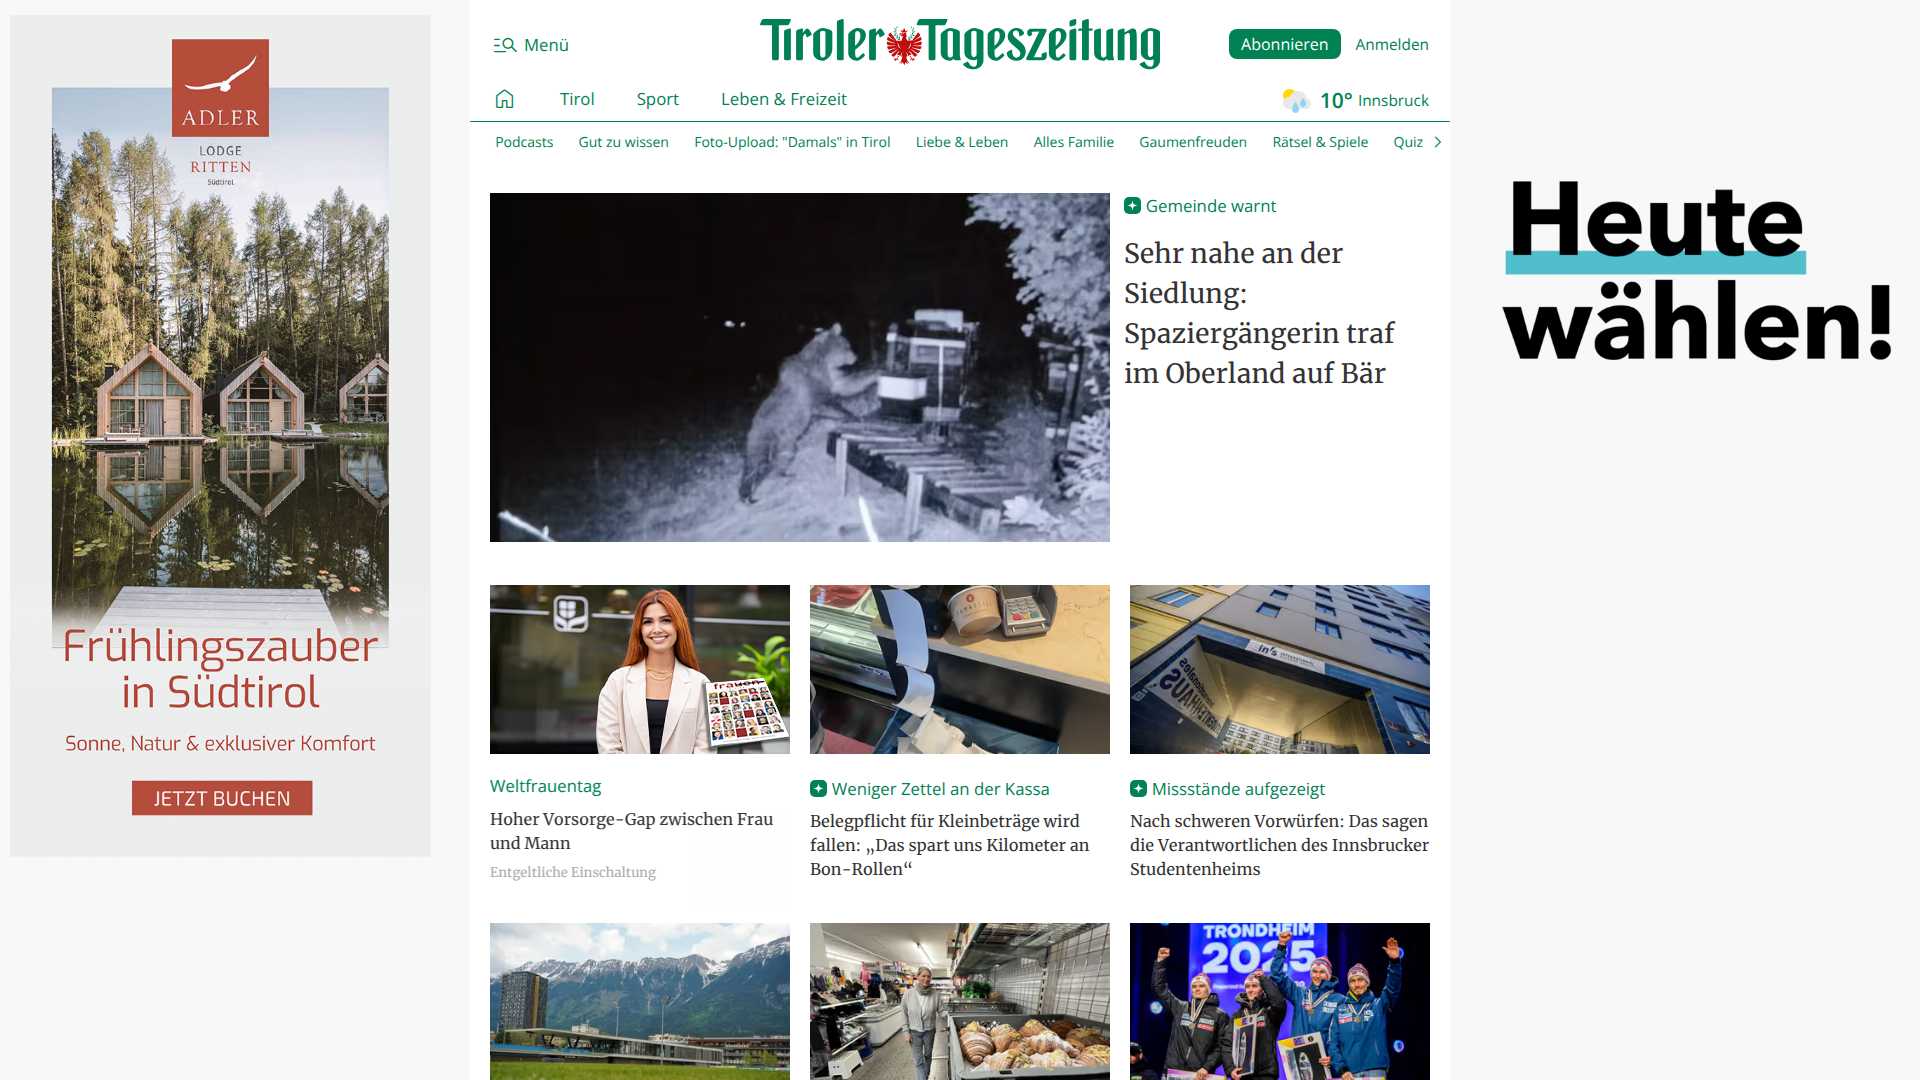 ADLER
LODGE
RITTEN
Südtirol
Frühlingszauber
in Südtirol
Sonne, Natur & exklusiver Komfort
JETZT BUCHEN
Menü
Tiroler Tageszeitung
Abonnieren
Anmelden
Tirol
Sport
Leben & Freizeit
10° Innsbruck
Podcasts
Gut zu wissen
Foto-Upload: "Damals" in Tirol
Liebe & Leben
Alles Familie
Gaumenfreuden
Rätsel & Spiele
Quiz
Gemeinde warnt
Sehr nahe an der
Siedlung:
Spaziergängerin traf
im Oberland auf Bär
frauen
Weltfrauentag
Hoher Vorsorge-Gap zwischen Frau
und Mann
Entgeltliche Einschaltung
Weniger Zettel an der Kassa
Belegpflicht für Kleinbeträge wird
fallen: „Das spart uns Kilometer an
Bon-Rollen“
in's
Missstände aufgezeigt
Nach schweren Vorwürfen: Das sagen
die Verantwortlichen des Innsbrucker
Studentenheims
TRONDHEIM
2025
Heute
wählen!